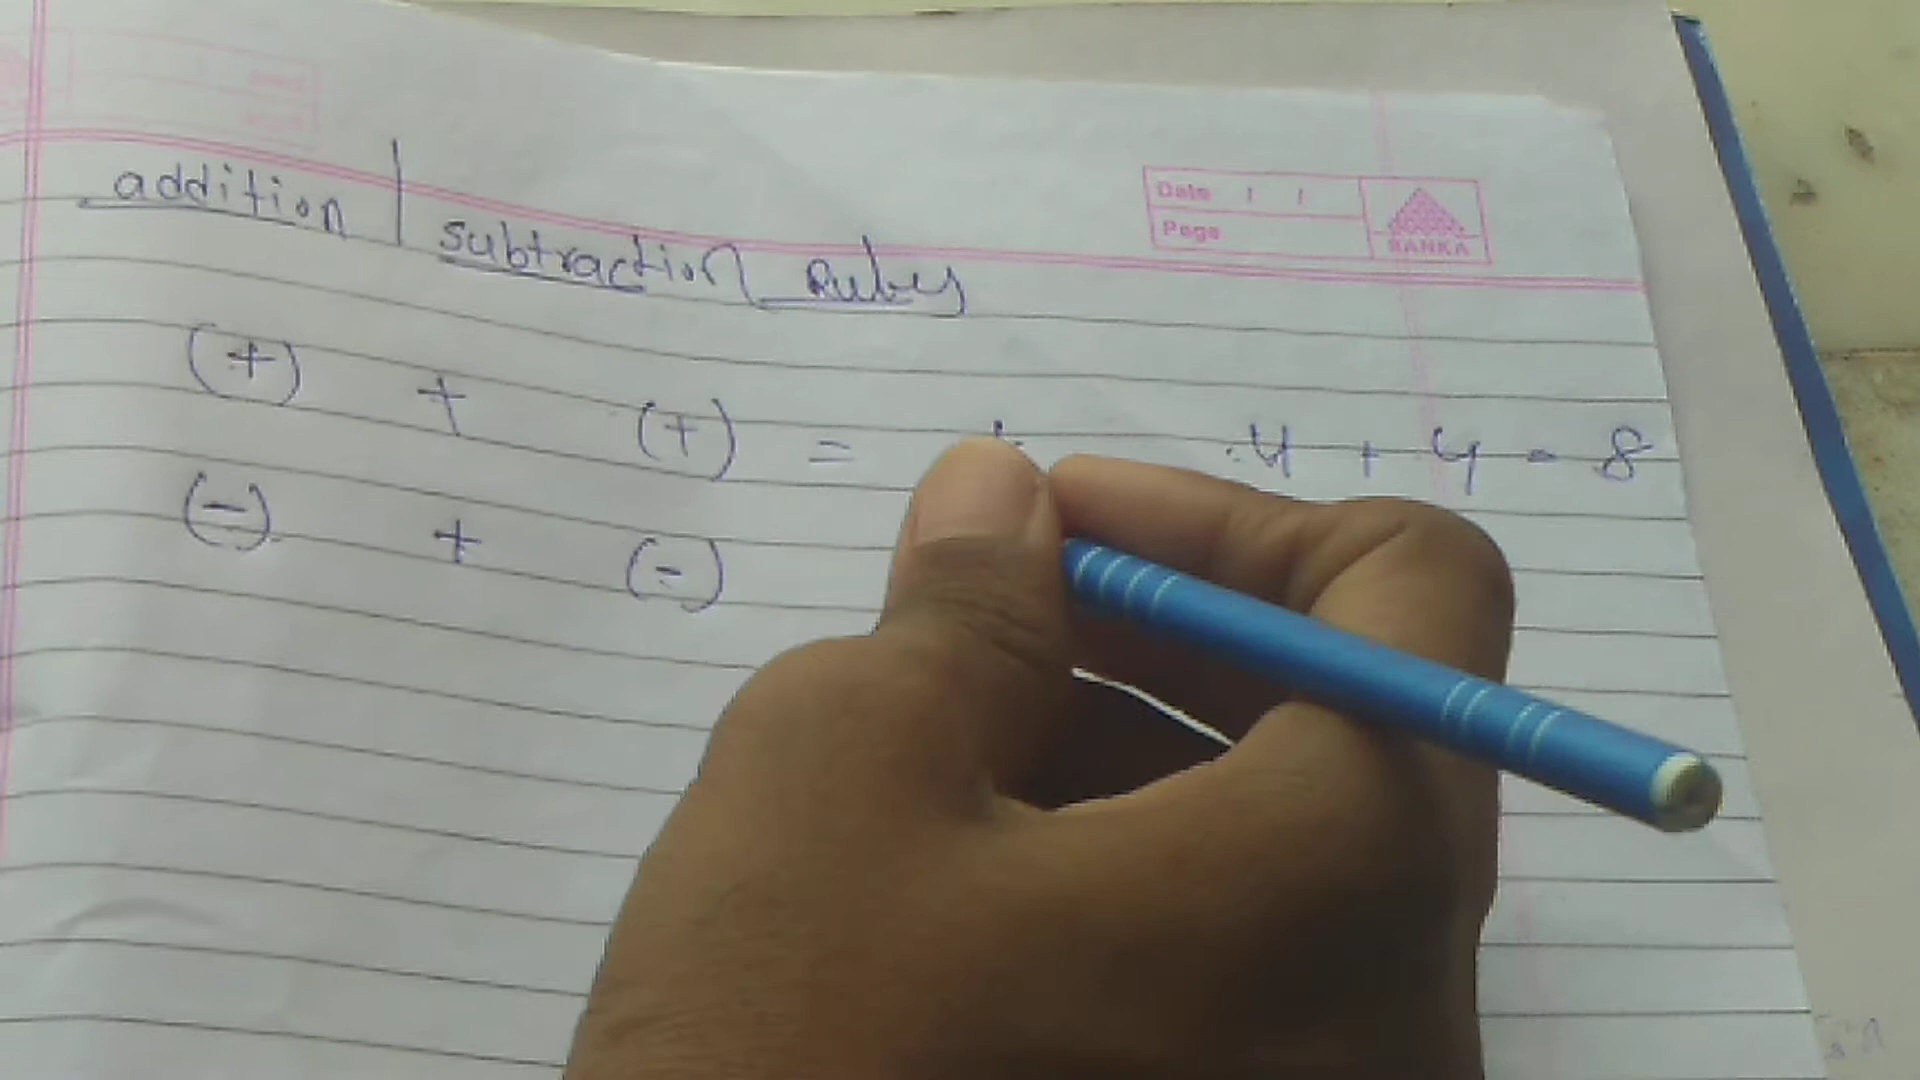 Date / /
Page
RANKA
addition | subtraction Rules
(+) + (+) = + 4 + 4 = 8
(-) + (-)